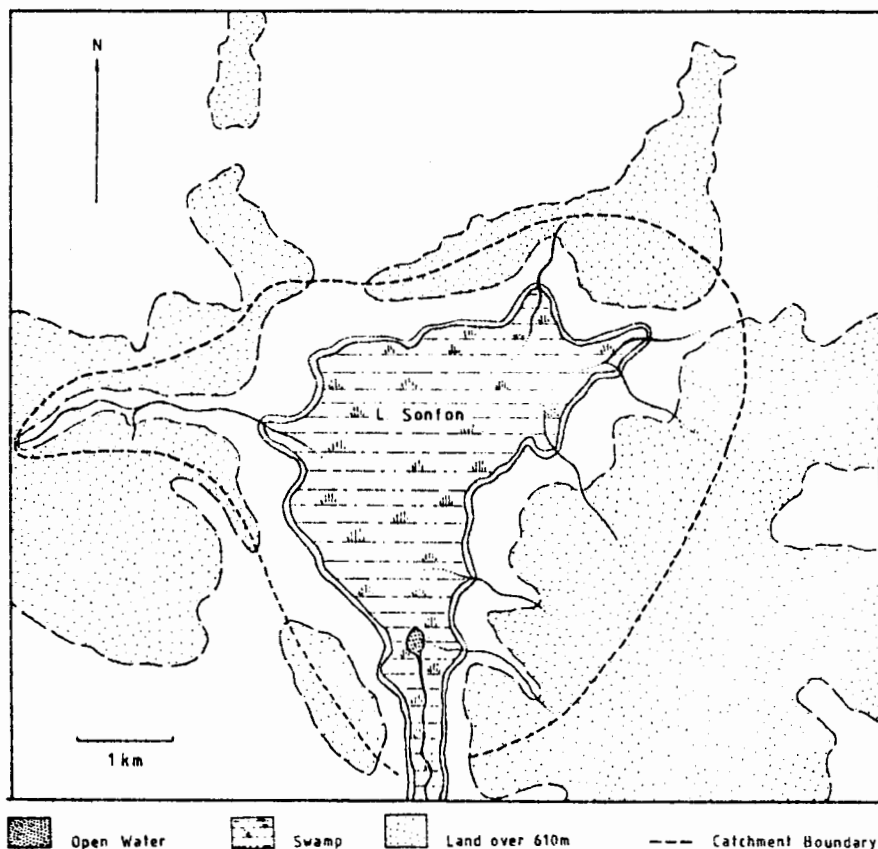 N
L Sonfon
1 km
Open Water
Swamp
Land over 610m
Catchment Boundary